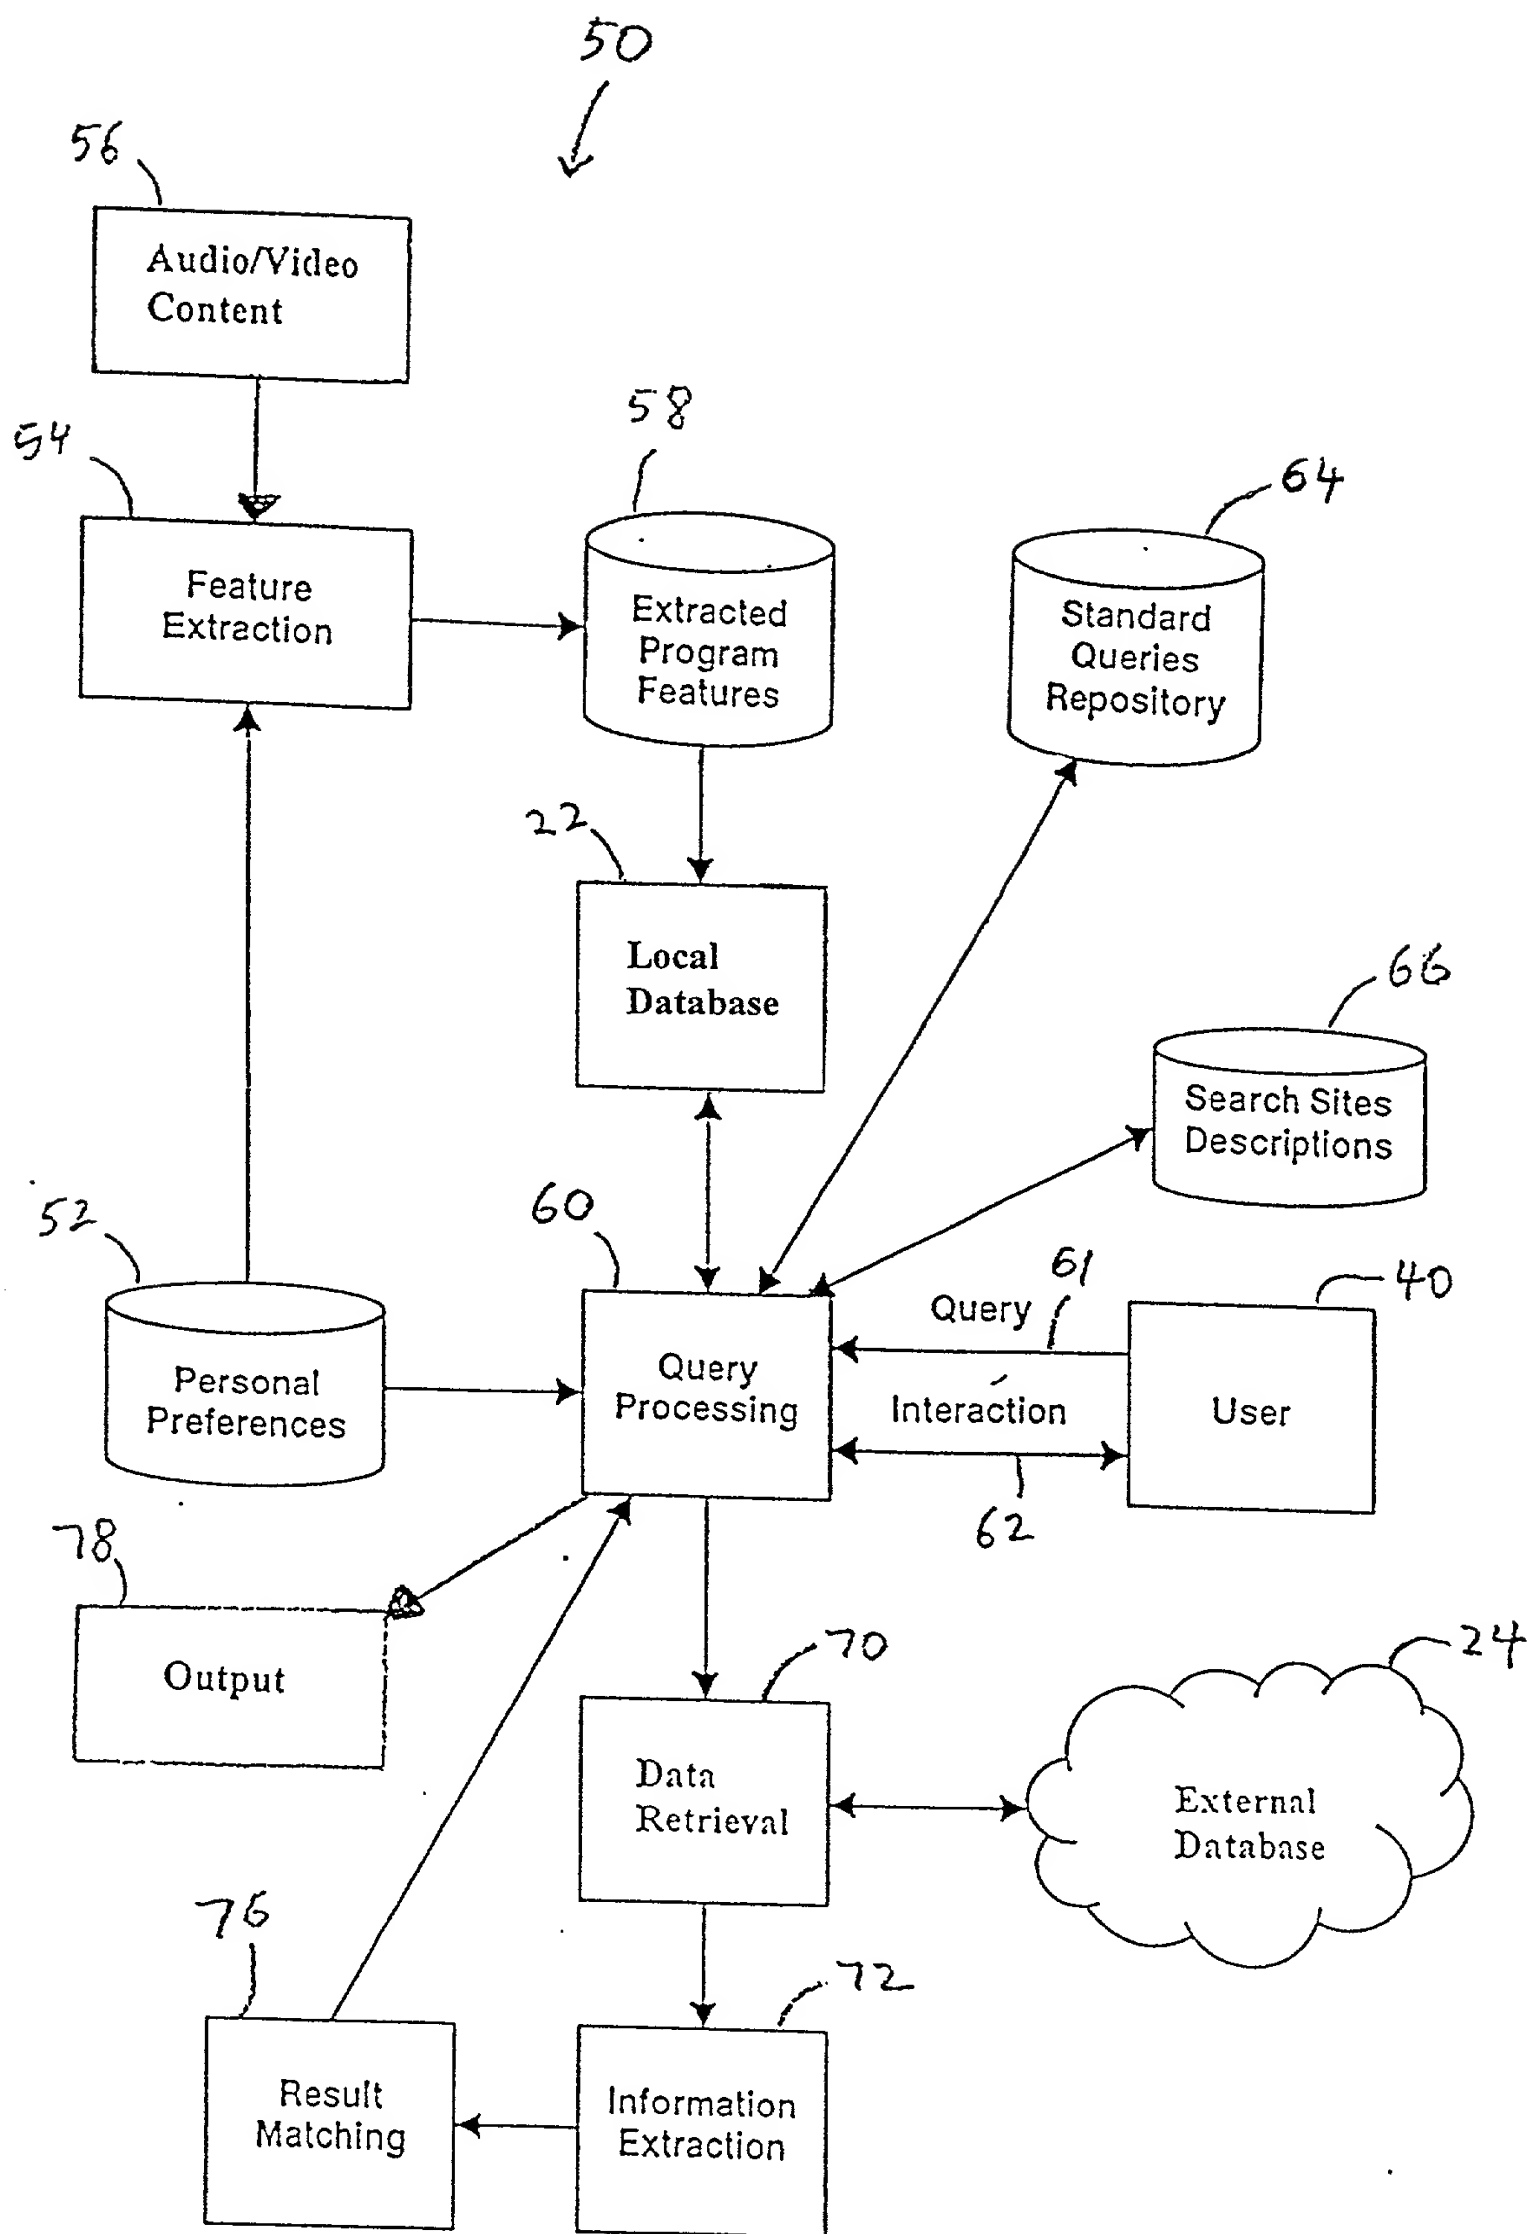 50
56
Audio/Video
Content
54
Feature
Extraction
58
Extracted
Program
Features
64
Standard
Queries
Repository
22
Local
Database
66
Search Sites
Descriptions
52
Personal
Preferences
60
Query
Processing
Query
61
Interaction
62
40
User
78
Output
70
Data
Retrieval
24
External
Database
76
Result
Matching
72
Information
Extraction